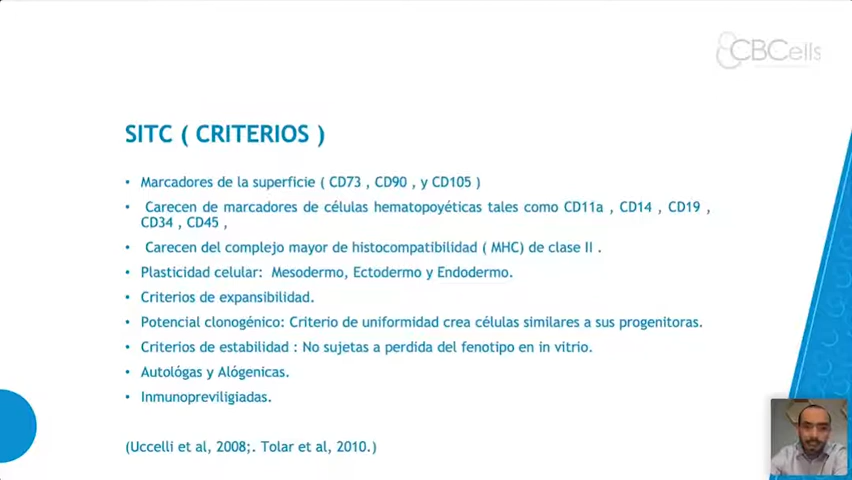 CBCells
SITC ( CRITERIOS )
• Marcadores de la superficie ( CD73 , CD90 , y CD105 )
• Carecen de marcadores de células hematopoyéticas tales como CD11a , CD14 , CD19 ,
CD34 , CD45 ,
• Carecen del complejo mayor de histocompatibilidad ( MHC) de clase II .
• Plasticidad celular: Mesodermo, Ectodermo y Endodermo.
• Criterios de expansibilidad.
• Potencial clonogénico: Criterio de uniformidad crea células similares a sus progenitoras.
• Criterios de estabilidad : No sujetas a perdida del fenotipo en in vitrio.
• Autológas y Alógenicas.
• Inmunopreviligiadas.
(Uccelli et al, 2008;. Tolar et al, 2010.)